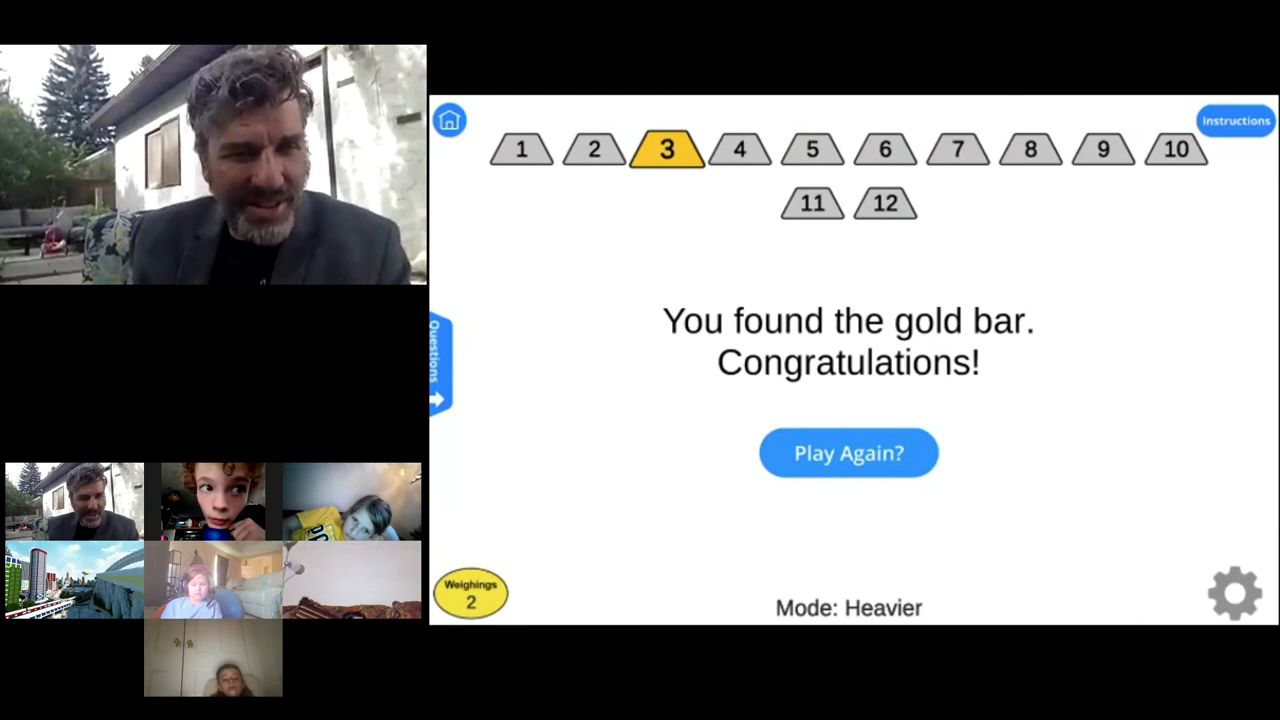 Instructions
1 2 3 4 5 6 7 8 9 10
11 12
You found the gold bar.
Congratulations!
Questions
Play Again?
Weighings
2
Mode: Heavier